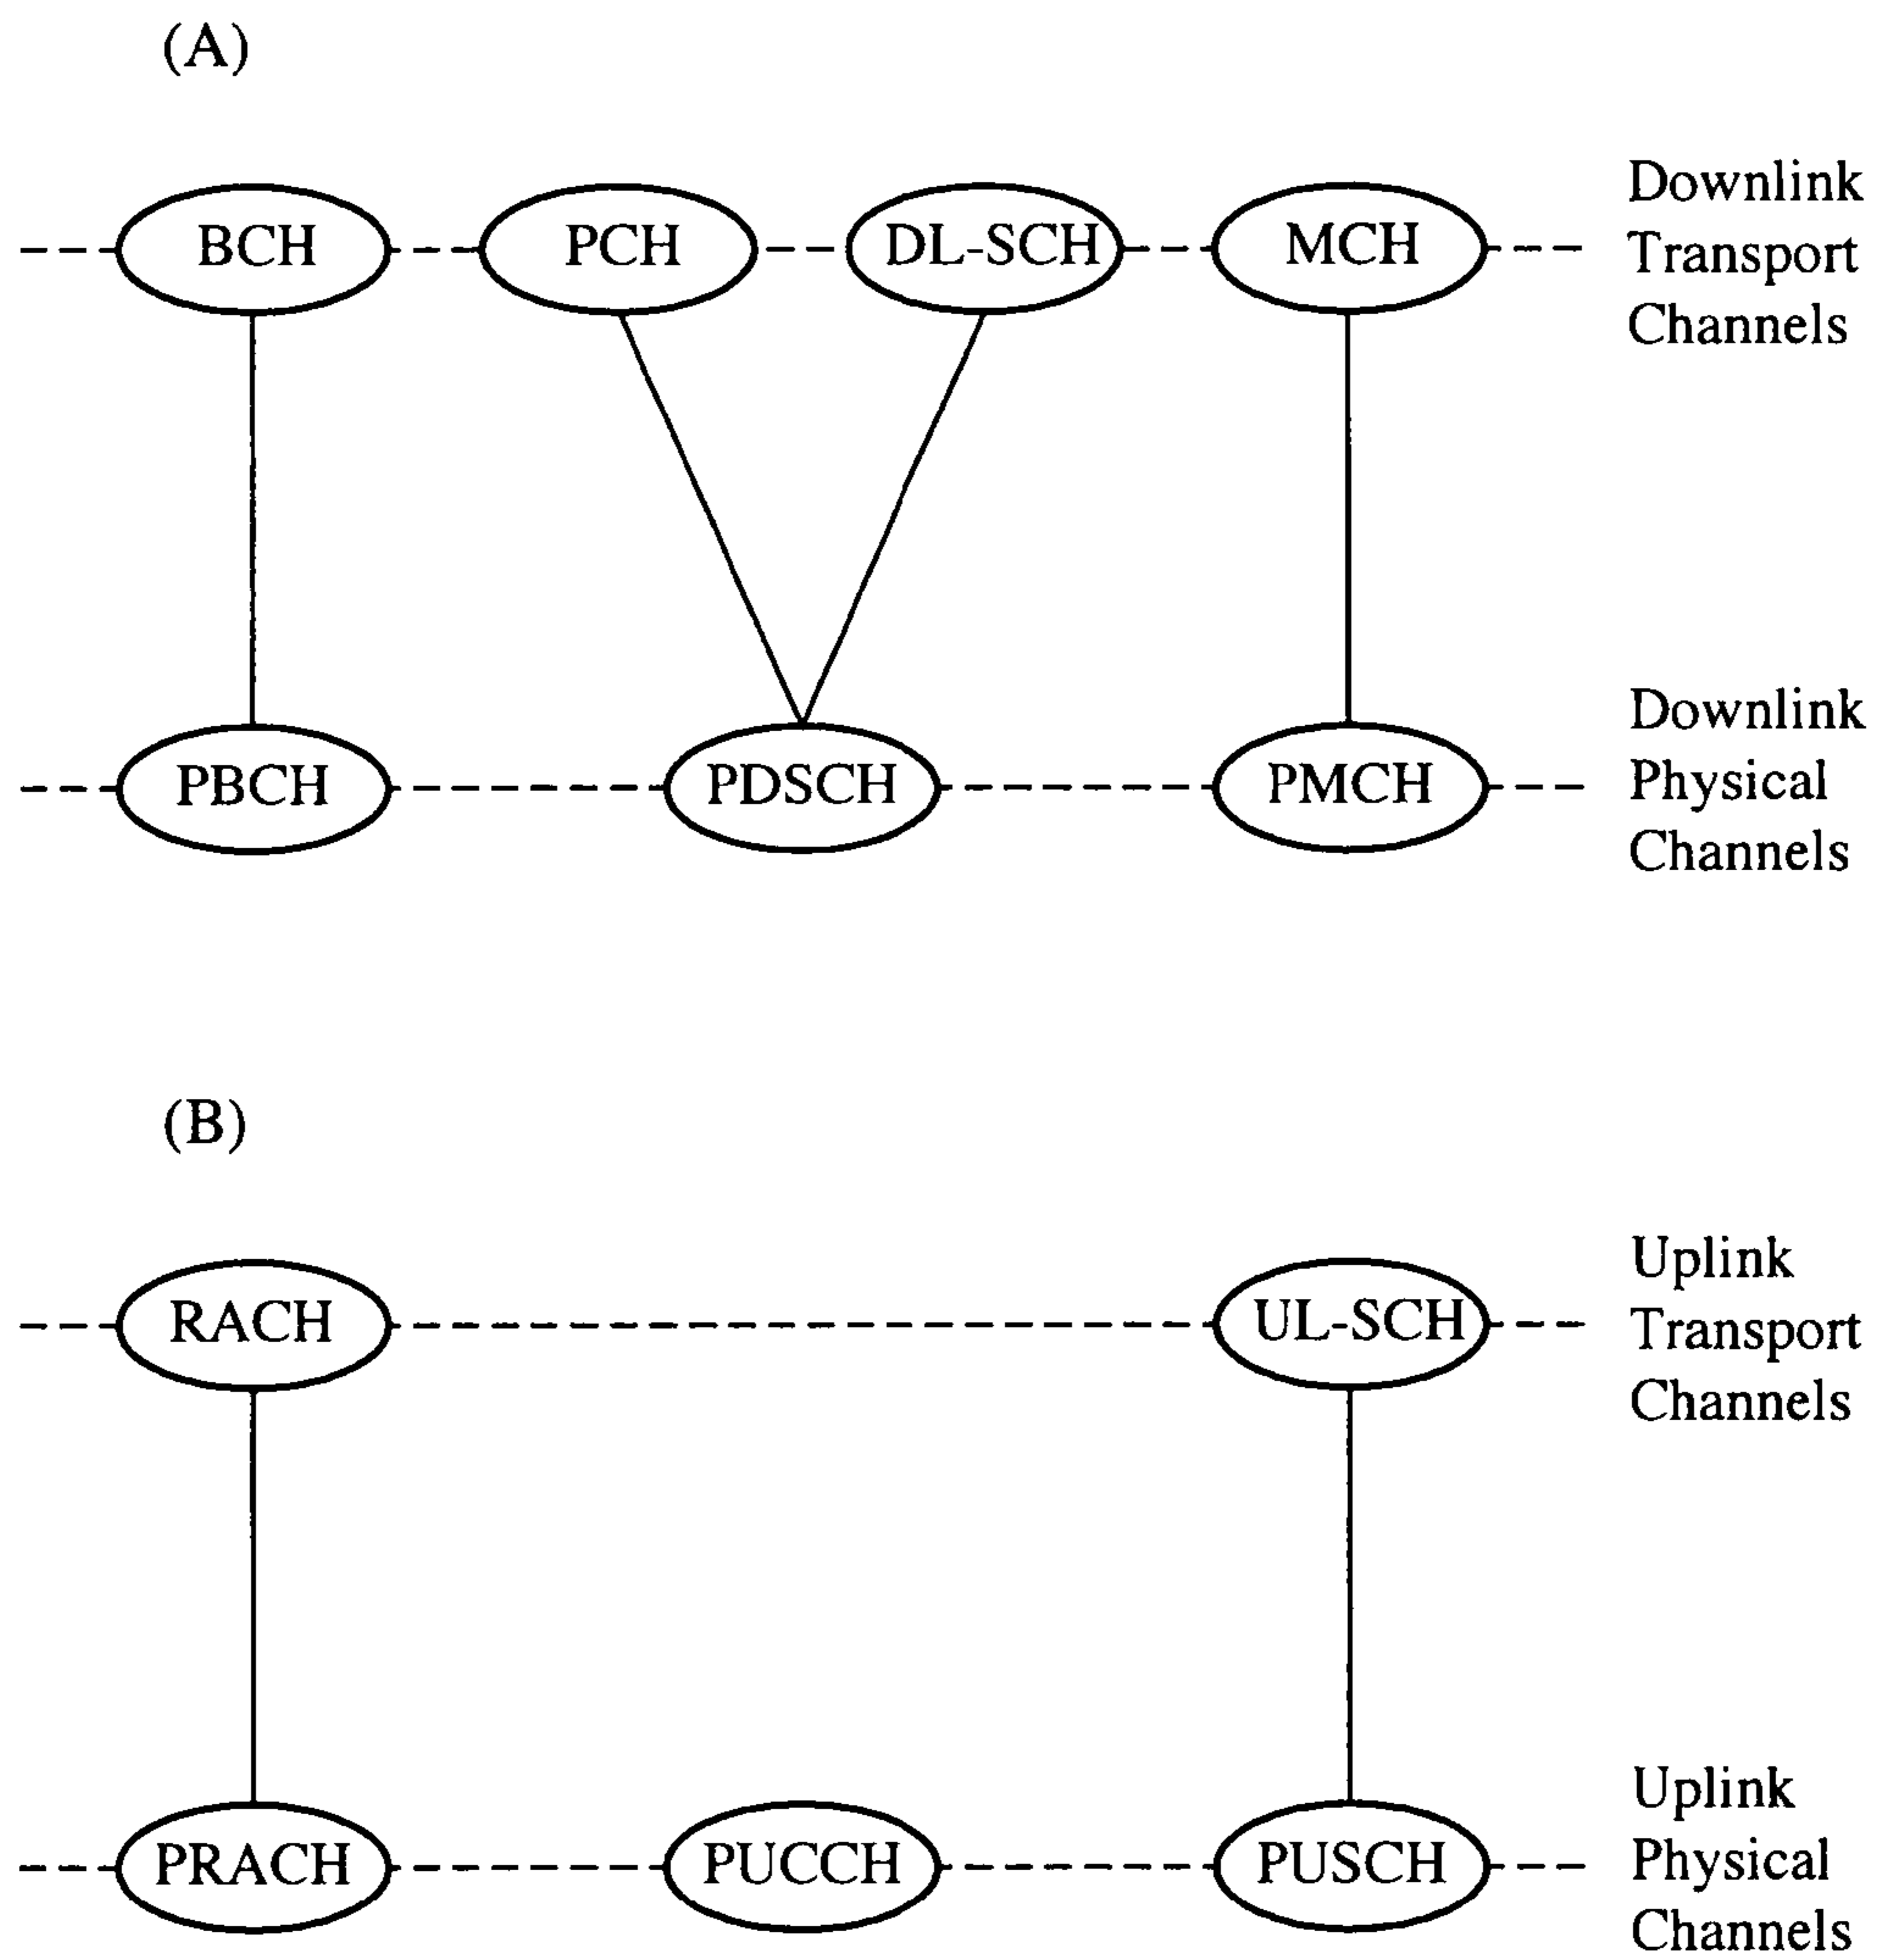 (A)
BCH
PCH
DL-SCH
MCH
Downlink
Transport
Channels
PBCH
PDSCH
PMCH
Downlink
Physical
Channels
(B)
RACH
UL-SCH
Uplink
Transport
Channels
PRACH
PUCCH
PUSCH
Uplink
Physical
Channels